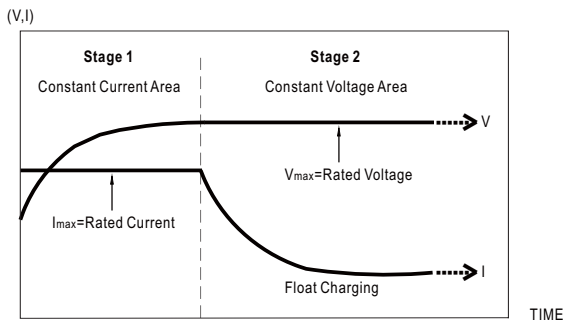 (V,I)
Stage 1
Stage 2
Constant Current Area
Constant Voltage Area
V
Vmax=Rated Voltage
Imax=Rated Current
I
Float Charging
TIME